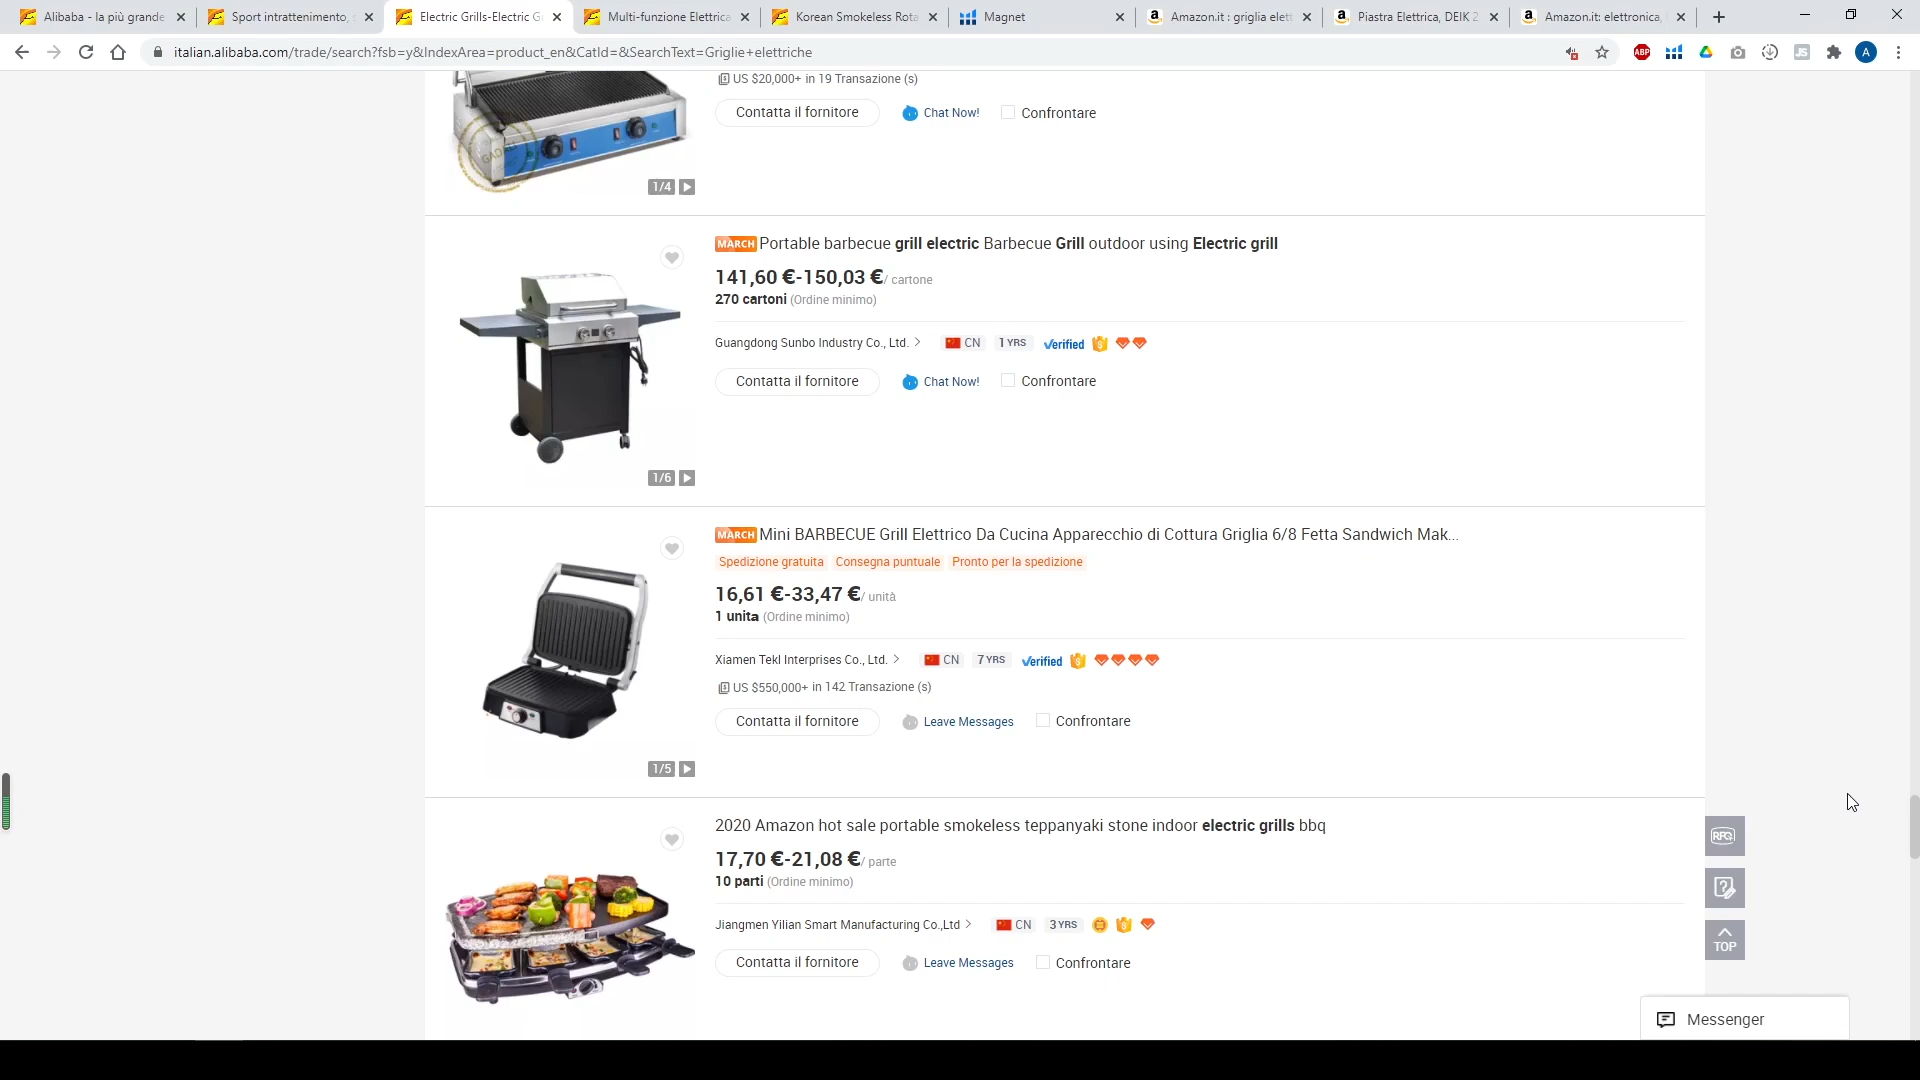 Alibaba - la più grande
Sport intrattenimento, s
Electric Grills-Electric G
Multi-funzione Elettrica
Korean Smokeless Rota
Magnet
Amazon.it : griglia elett
Piastra Elettrica, DEIK 2
Amazon.it: elettronica,
italian.alibaba.com/trade/search?fsb=y&IndexArea=product_en&CatId=&SearchText=Griglie+elettriche
ABP
JS
A
US $20,000+ in 19 Transazione (s)
Contatta il fornitore
Chat Now!
Confrontare
1/4
MARCH Portable barbecue grill electric Barbecue Grill outdoor using Electric grill
141,60 €-150,03 €/ cartone
270 cartoni (Ordine minimo)
Guangdong Sunbo Industry Co., Ltd. > CN 1 YRS Verified
Contatta il fornitore
Chat Now!
Confrontare
1/6
MARCH Mini BARBECUE Grill Elettrico Da Cucina Apparecchio di Cottura Griglia 6/8 Fetta Sandwich Mak...
Spedizione gratuita Consegna puntuale Pronto per la spedizione
16,61 €-33,47 €/ unità
1 unita (Ordine minimo)
Xiamen Tekl Interprises Co., Ltd. > CN 7 YRS Verified
US $550,000+ in 142 Transazione (s)
Contatta il fornitore
Leave Messages
Confrontare
1/5
2020 Amazon hot sale portable smokeless teppanyaki stone indoor electric grills bbq
17,70 €-21,08 €/ parte
10 parti (Ordine minimo)
Jiangmen Yilian Smart Manufacturing Co.,Ltd > CN 3 YRS
Contatta il fornitore
Leave Messages
Confrontare
RFQ
TOP
Messenger